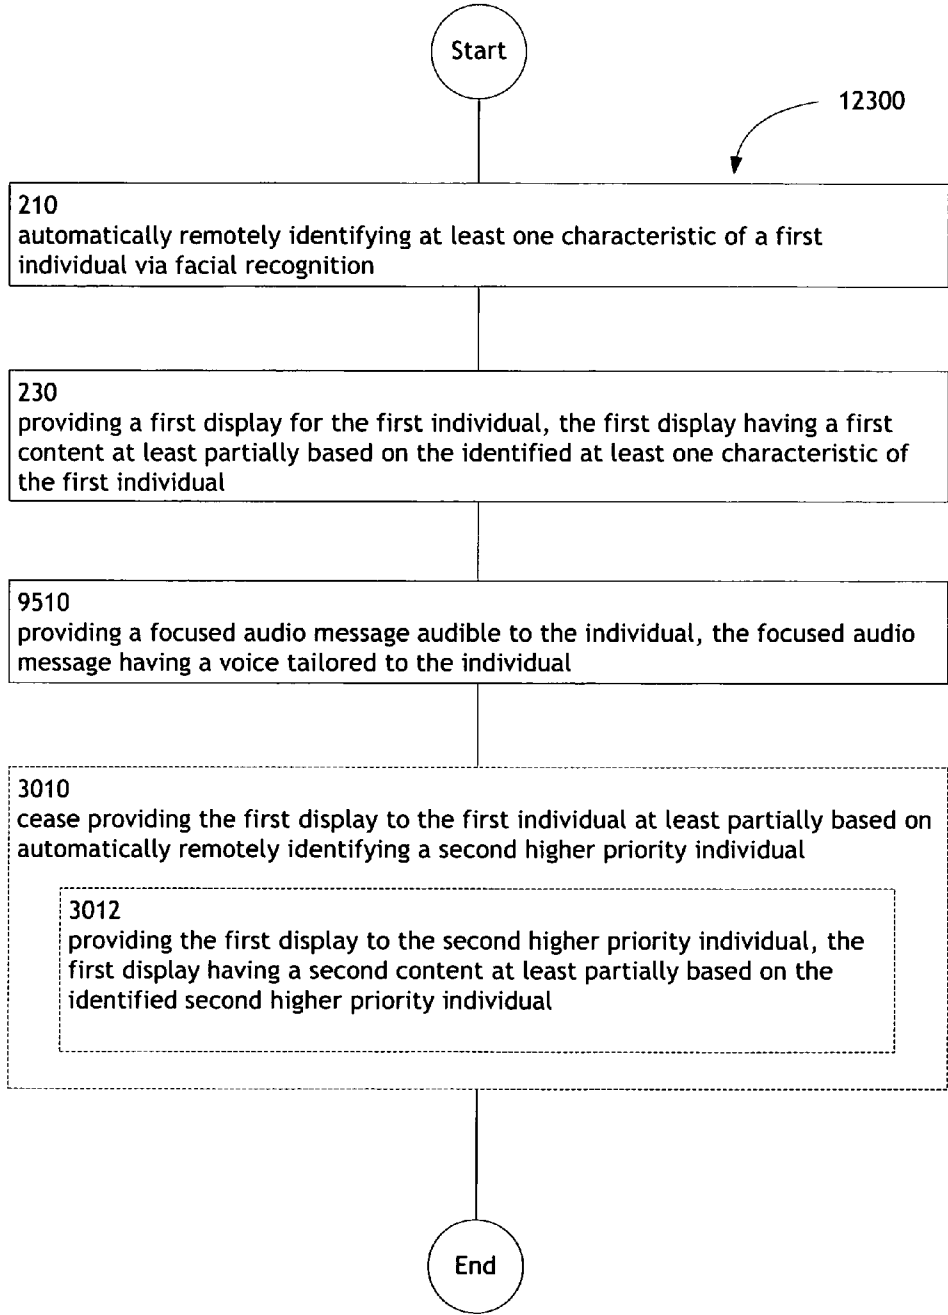 Start
12300
210
automatically remotely identifying at least one characteristic of a first
individual via facial recognition
230
providing a first display for the first individual, the first display having a first
content at least partially based on the identified at least one characteristic of
the first individual
9510
providing a focused audio message audible to the individual, the focused audio
message having a voice tailored to the individual
3010
cease providing the first display to the first individual at least partially based on
automatically remotely identifying a second higher priority individual
3012
providing the first display to the second higher priority individual, the
first display having a second content at least partially based on the
identified second higher priority individual
End